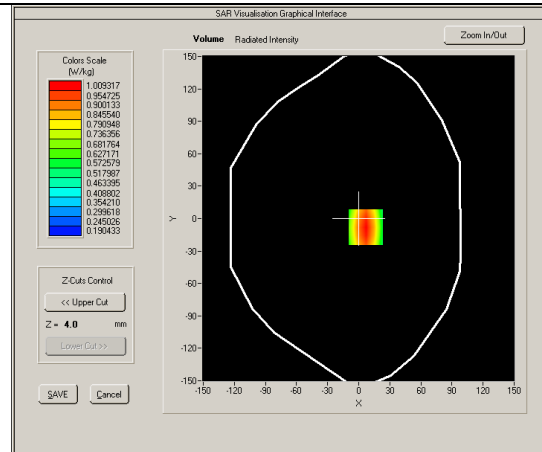 SAR Visualisation Graphical Interface
Volume Radiated Intensity
Zoom In/Out
Colors Scale
(W/kg)
1.009317
0.954725
0.900133
0.845540
0.790948
0.736356
0.681764
0.627171
0.572579
0.517987
0.463395
0.408802
0.354210
0.299618
0.245026
0.190433
Z-Cuts Control
<< Upper Cut
Z = 4.0 mm
Lower Cut >>
SAVE
Cancel
150-
120-
90-
60-
30-
0-
-30-
-60-
-90-
-120-
-150-
Y
-150 -120 -90 -60 -30 0 30 60 90 120 150
X